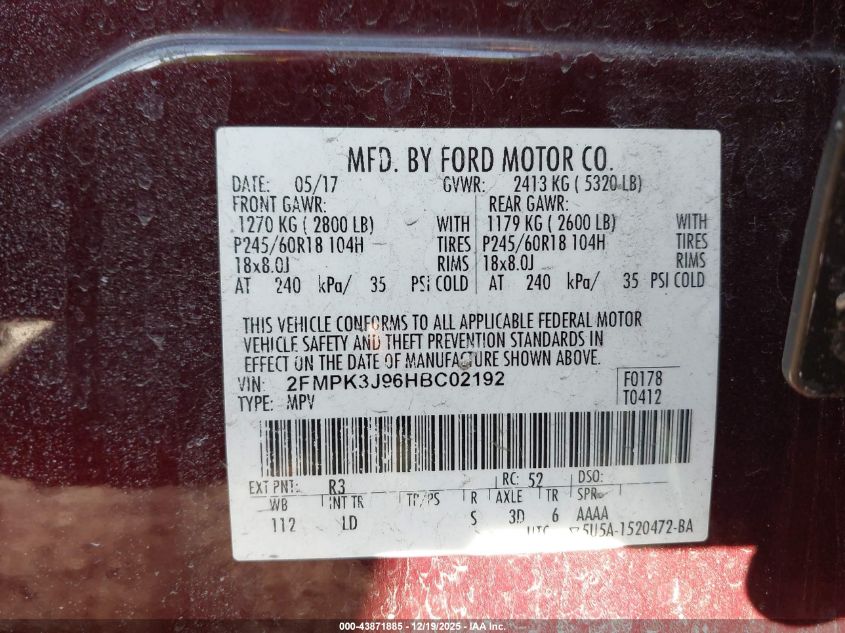 MFD. BY FORD MOTOR CO.
DATE: 05/17 GVWR: 2413 KG ( 5320 LB)
FRONT GAWR: REAR GAWR:
1270 KG ( 2800 LB) WITH 1179 KG ( 2600 LB) WITH
P245/60R18 104H TIRES P245/60R18 104H TIRES
18x8.0J RIMS 18x8.0J RIMS
AT 240 kPa/ 35 PSI COLD AT 240 kPa/ 35 PSI COLD
THIS VEHICLE CONFORMS TO ALL APPLICABLE FEDERAL MOTOR
VEHICLE SAFETY AND THEFT PREVENTION STANDARDS IN
EFFECT ON THE DATE OF MANUFACTURE SHOWN ABOVE.
VIN: 2FMPK3J96HBC02192 F0178
TYPE: MPV T0412
EXT PNT: R3 RC: 52 DSO:
WB INT TR TP/PS R AXLE TR SPR
112 LD S 3D 6 AAAA
UTC 5U5A-1520472-BA
000-43871885 - 12/19/2025 - IAA Inc.